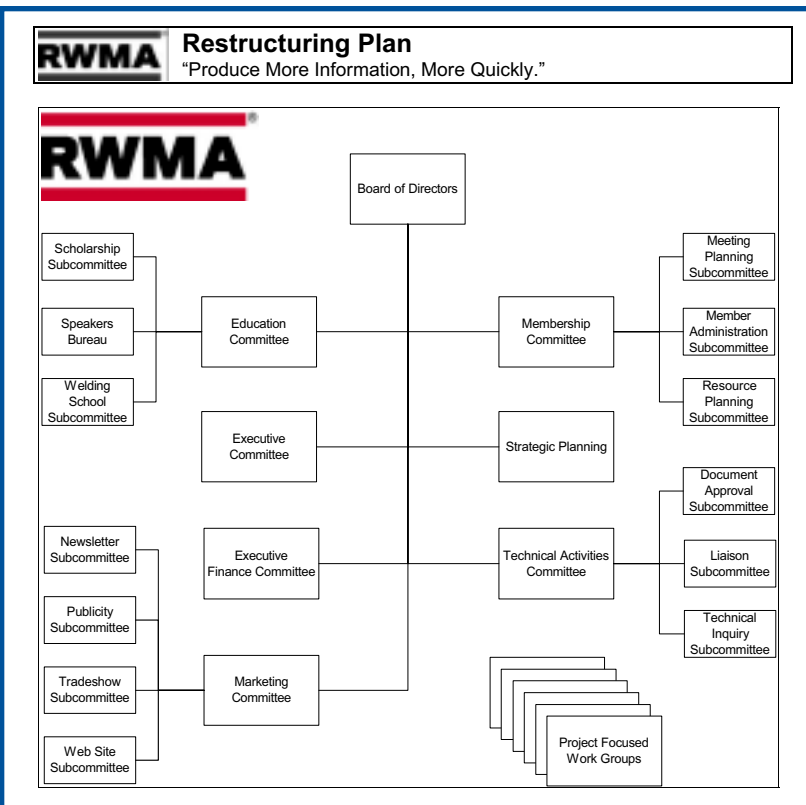 RWMA
Restructuring Plan
“Produce More Information, More Quickly.”
RWMA®
Board of Directors
Scholarship
Subcommittee
Speakers
Bureau
Welding
School
Subcommittee
Education
Committee
Membership
Committee
Meeting
Planning
Subcommittee
Member
Administration
Subcommittee
Resource
Planning
Subcommittee
Executive
Committee
Strategic Planning
Newsletter
Subcommittee
Publicity
Subcommittee
Tradeshow
Subcommittee
Web Site
Subcommittee
Executive
Finance Committee
Marketing
Committee
Technical Activities
Committee
Document
Approval
Subcommittee
Liaison
Subcommittee
Technical
Inquiry
Subcommittee
Project Focused
Work Groups